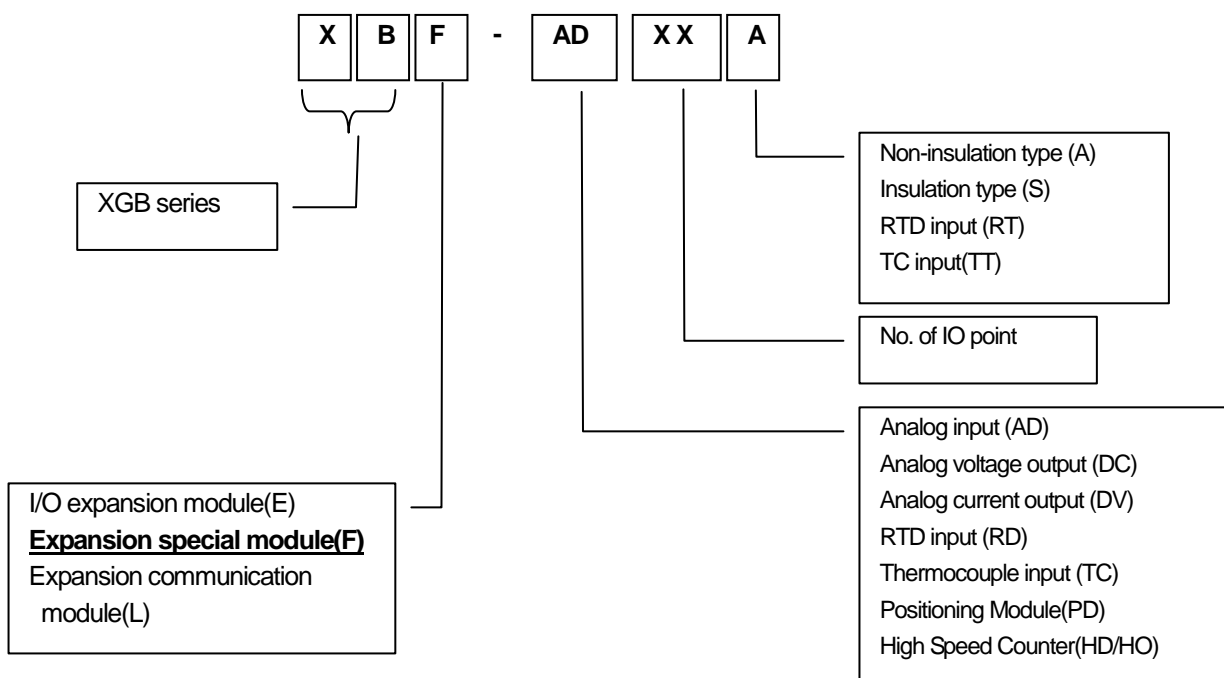 X B F - AD X X A
Non-insulation type (A)
Insulation type (S)
RTD input (RT)
TC input(TT)
XGB series
No. of IO point
Analog input (AD)
Analog voltage output (DC)
Analog current output (DV)
RTD input (RD)
Thermocouple input (TC)
Positioning Module(PD)
High Speed Counter(HD/HO)
I/O expansion module(E)
Expansion special module(F)
Expansion communication
module(L)